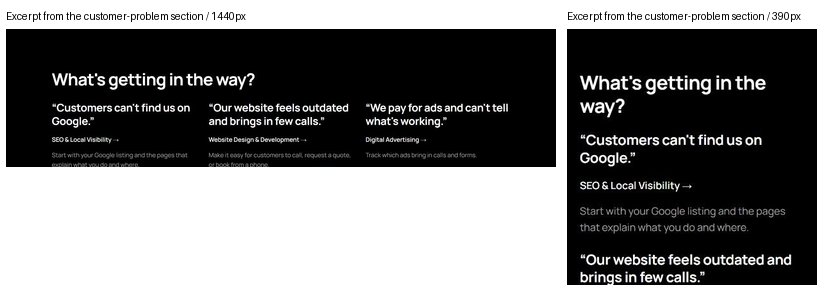 Excerpt from the customer-problem section / 1440px
What's getting in the way?
“Customers can't find us on
Google.”
SEO & Local Visibility →
Start with your Google listing and the pages that
explain what you do and where.
“Our website feels outdated
and brings in few calls.”
Website Design & Development →
Make it easy for customers to call, request a quote,
or book from a phone.
“We pay for ads and can't tell
what's working.”
Digital Advertising →
Track which ads bring in calls and forms.
Excerpt from the customer-problem section / 390px
What's getting in the
way?
“Customers can't find us on
Google.”
SEO & Local Visibility →
Start with your Google listing and the pages
that explain what you do and where.
“Our website feels outdated and
brings in few calls.”